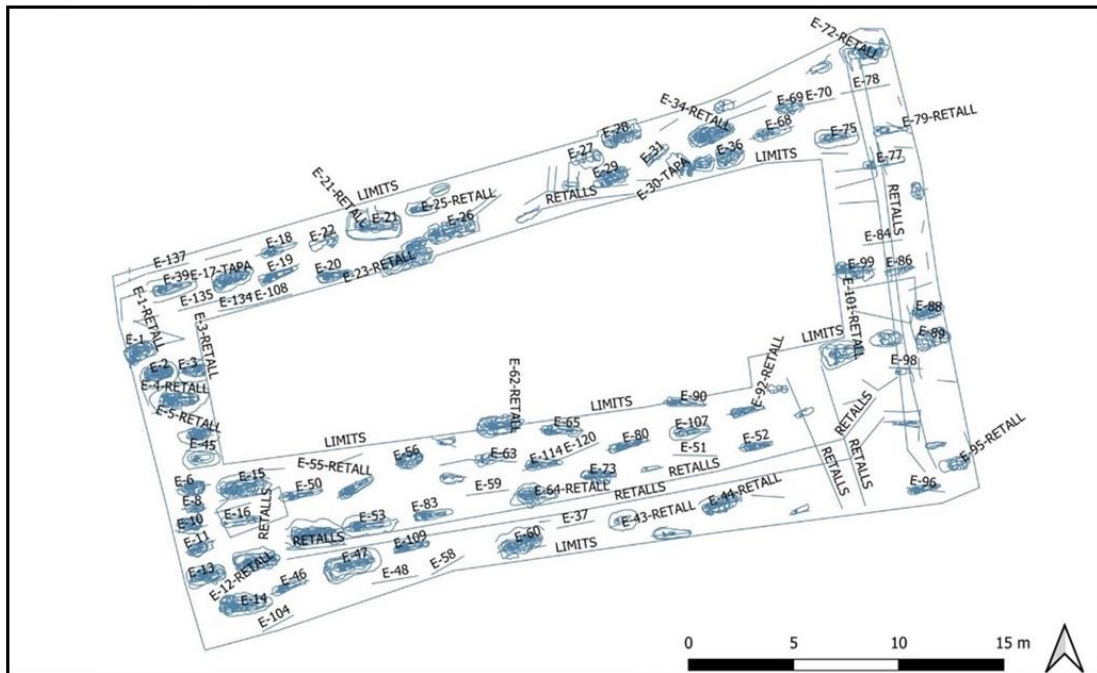 E-72-RETALL
E-78
E-69
E-70
E-34-RETALL
E-79-RETALL
E-28
E-68
E-75
E-27
E-31
E-36
LIMITS
E-77
E-30-TAPA
E-29
E-21-RETALL
LIMITS
RETALLS
E-25-RETALL
RETALLS
E-21
E-26
E-22
E-18
E-84
E-137
E-23-RETALL
E-99
E-86
E-39
E-17-TAPA
E-19
E-20
E-135
E-134
E-108
E-1-RETALL
E-3-RETALL
E-101-RETALL
E-88
E-89
E-1
LIMITS
E-2
E-3
E-98
E-4-RETALL
E-92-RETALL
E-90
E-5-RETALL
E-62-RETALL
LIMITS
RETALLS
E-65
E-107
LIMITS
E-45
E-120
E-80
E-51
E-52
E-95-RETALL
E-56
E-63
E-114
E-55-RETALL
RETALLS
RETALLS
RETALLS
E-73
E-6
E-15
E-50
E-59
E-64-RETALL
RETALLS
E-96
E-8
E-44-RETALL
E-10
E-16
RETALLS
E-83
E-37
E-43-RETALL
E-53
E-11
RETALLS
E-109
E-60
LIMITS
E-13
E-12-RETALL
E-47
E-58
E-48
E-46
E-14
E-104
0 5 10 15 m